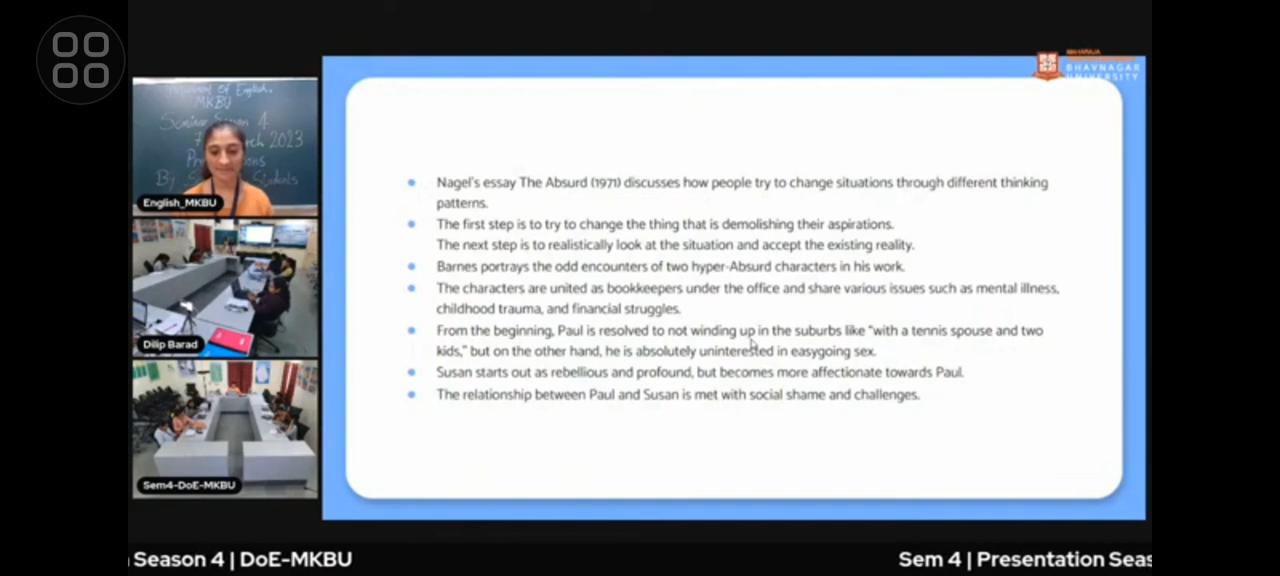 BHAVNAGAR
UNIVERSITY
Department of English,
MKBU
2023
By
English_MKBU
Dilip Barad
Sem4-DoE-MKBU
Nagel's essay The Absurd (1971) discusses how people try to change situations through different thinking
patterns.
The first step is to try to change the thing that is demolishing their aspirations.
The next step is to realistically look at the situation and accept the existing reality.
Barnes portrays the odd encounters of two hyper-Absurd characters in his work.
The characters are united as bookkeepers under the office and share various issues such as mental illness,
childhood trauma, and financial struggles.
From the beginning, Paul is resolved to not winding up in the suburbs like “with a tennis spouse and two
kids,” but on the other hand, he is absolutely uninterested in easygoing sex.
Susan starts out as rebellious and profound, but becomes more affectionate towards Paul.
The relationship between Paul and Susan is met with social shame and challenges.
Season 4 | DoE-MKBU
Sem 4 | Presentation Seas